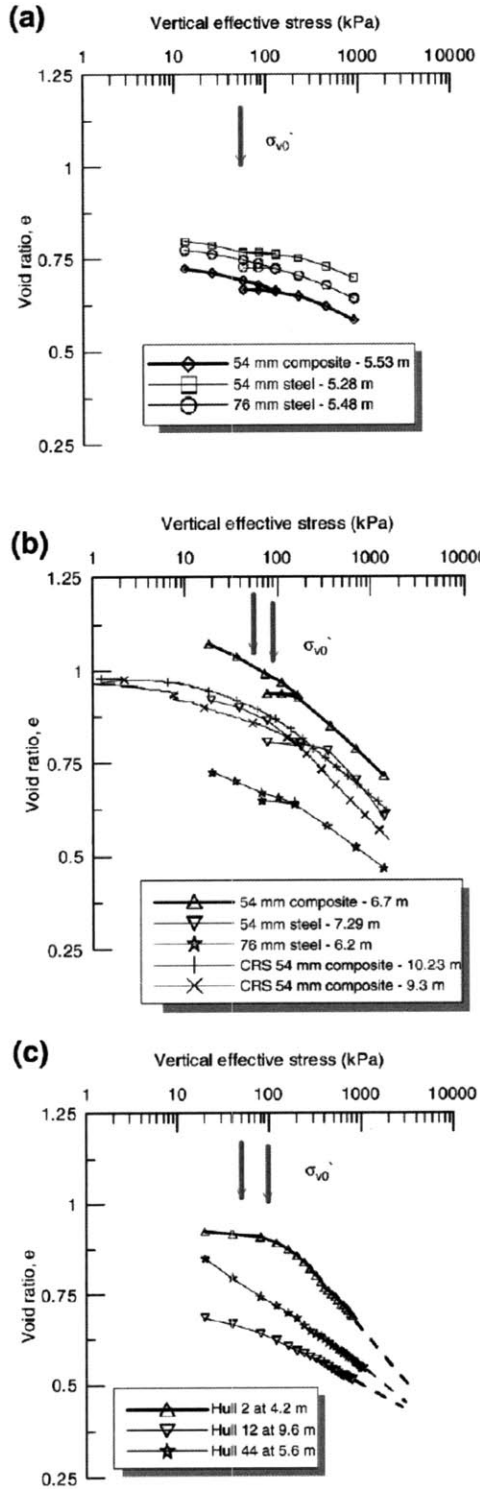 (a)
Vertical effective stress (kPa)
1 10 100 1000 10000
1.25
σv0`
1
Void ratio, e
0.75
0.5
54 mm composite - 5.53 m
54 mm steel - 5.28 m
76 mm steel - 5.48 m
0.25
(b)
Vertical effective stress (kPa)
1 10 100 1000 10000
1.25
σv0`
1
Void ratio, e
0.75
0.5
54 mm composite - 6.7 m
54 mm steel - 7.29 m
76 mm steel - 6.2 m
CRS 54 mm composite - 10.23 m
CRS 54 mm composite - 9.3 m
0.25
(c)
Vertical effective stress (kPa)
1 10 100 1000 10000
1.25
σv0`
1
Void ratio, e
0.75
0.5
Hull 2 at 4.2 m
Hull 12 at 9.6 m
Hull 44 at 5.6 m
0.25